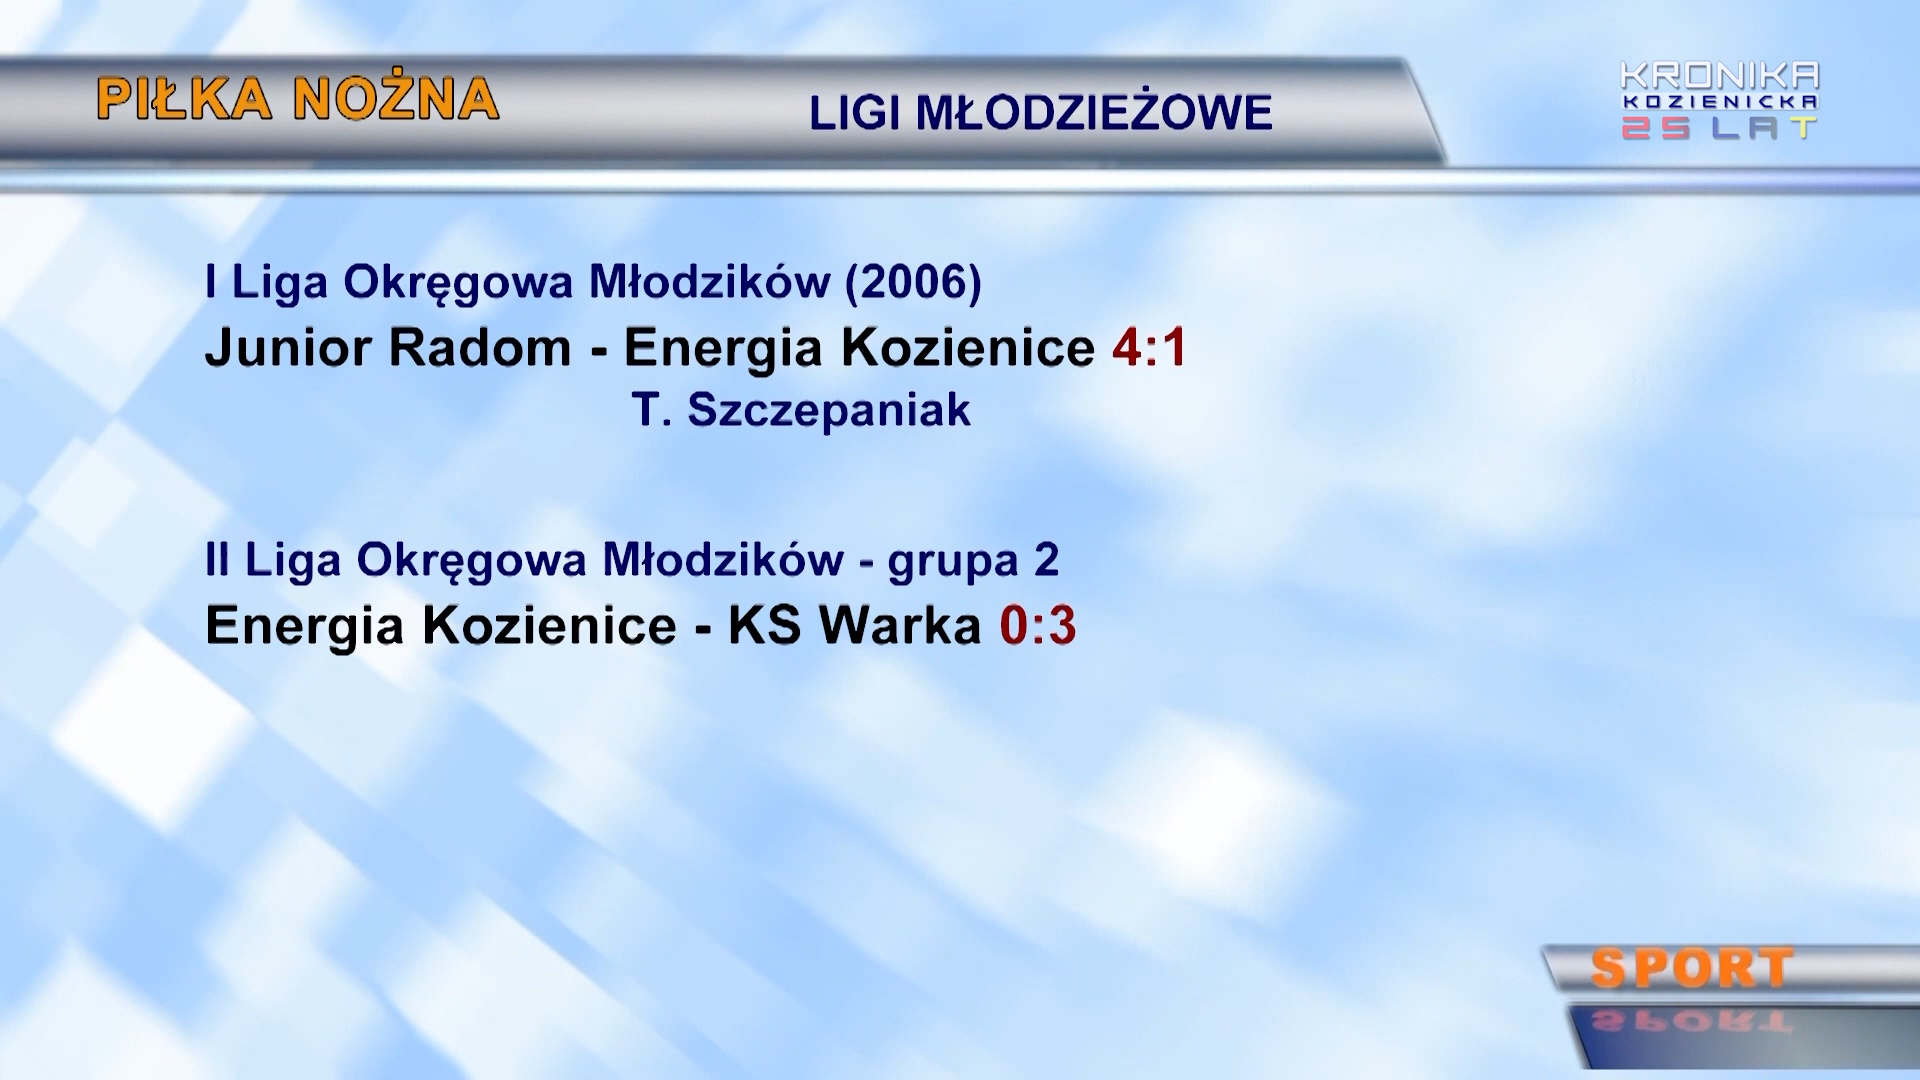 PIŁKA NOŻNA
LIGI MŁODZIEŻOWE
KRONIKA
KOZIENICKA
25 LAT
I Liga Okręgowa Młodzików (2006)
Junior Radom - Energia Kozienice 4:1
T. Szczepaniak
II Liga Okręgowa Młodzików - grupa 2
Energia Kozienice - KS Warka 0:3
SPORT